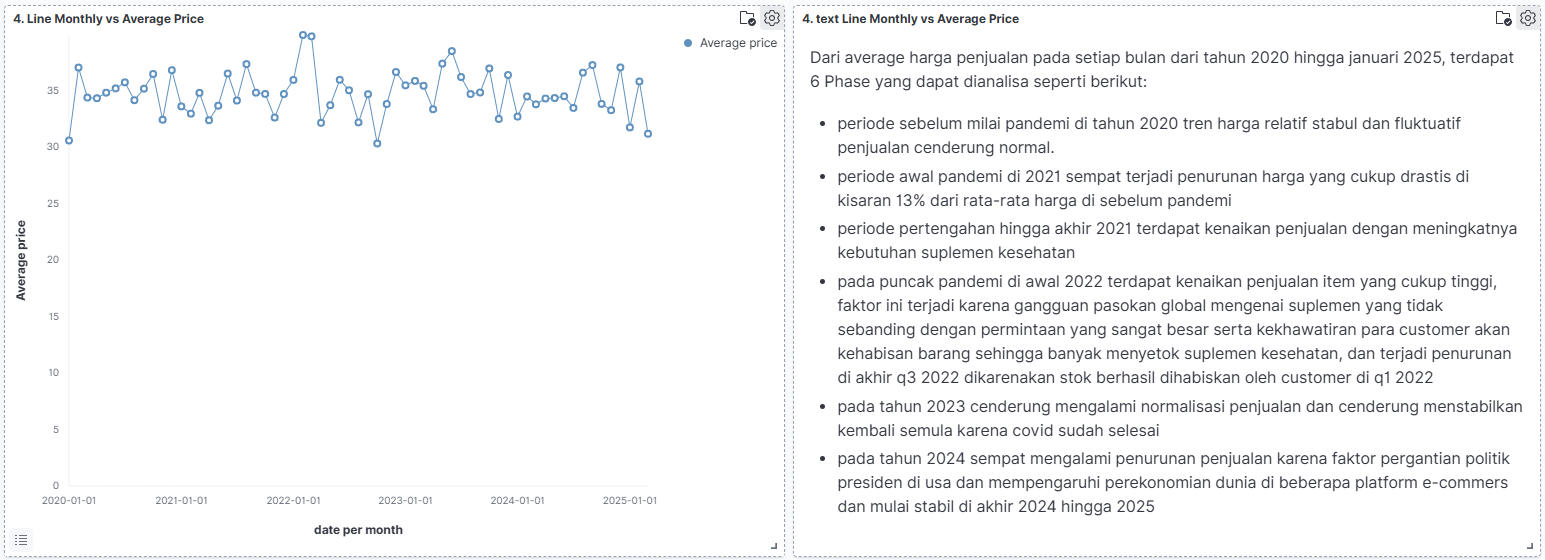 4. Line Monthly vs Average Price
Average price
35
30
25
20
15
10
5
0
Average price
2020-01-01
2021-01-01
2022-01-01
2023-01-01
2024-01-01
2025-01-01
date per month
4. text Line Monthly vs Average Price
Dari average harga penjualan pada setiap bulan dari tahun 2020 hingga januari 2025, terdapat
6 Phase yang dapat dianalisa seperti berikut:
• periode sebelum milai pandemi di tahun 2020 tren harga relatif stabul dan fluktuatif
penjualan cenderung normal.
• periode awal pandemi di 2021 sempat terjadi penurunan harga yang cukup drastis di
kisaran 13% dari rata-rata harga di sebelum pandemi
• periode pertengahan hingga akhir 2021 terdapat kenaikan penjualan dengan meningkatnya
kebutuhan suplemen kesehatan
• pada puncak pandemi di awal 2022 terdapat kenaikan penjualan item yang cukup tinggi,
faktor ini terjadi karena gangguan pasokan global mengenai suplemen yang tidak
sebanding dengan permintaan yang sangat besar serta kekhawatiran para customer akan
kehabisan barang sehingga banyak menyetok suplemen kesehatan, dan terjadi penurunan
di akhir q3 2022 dikarenakan stok berhasil dihabiskan oleh customer di q1 2022
• pada tahun 2023 cenderung mengalami normalisasi penjualan dan cenderung menstabilkan
kembali semula karena covid sudah selesai
• pada tahun 2024 sempat mengalami penurunan penjualan karena faktor pergantian politik
presiden di usa dan mempengaruhi perekonomian dunia di beberapa platform e-commers
dan mulai stabil di akhir 2024 hingga 2025